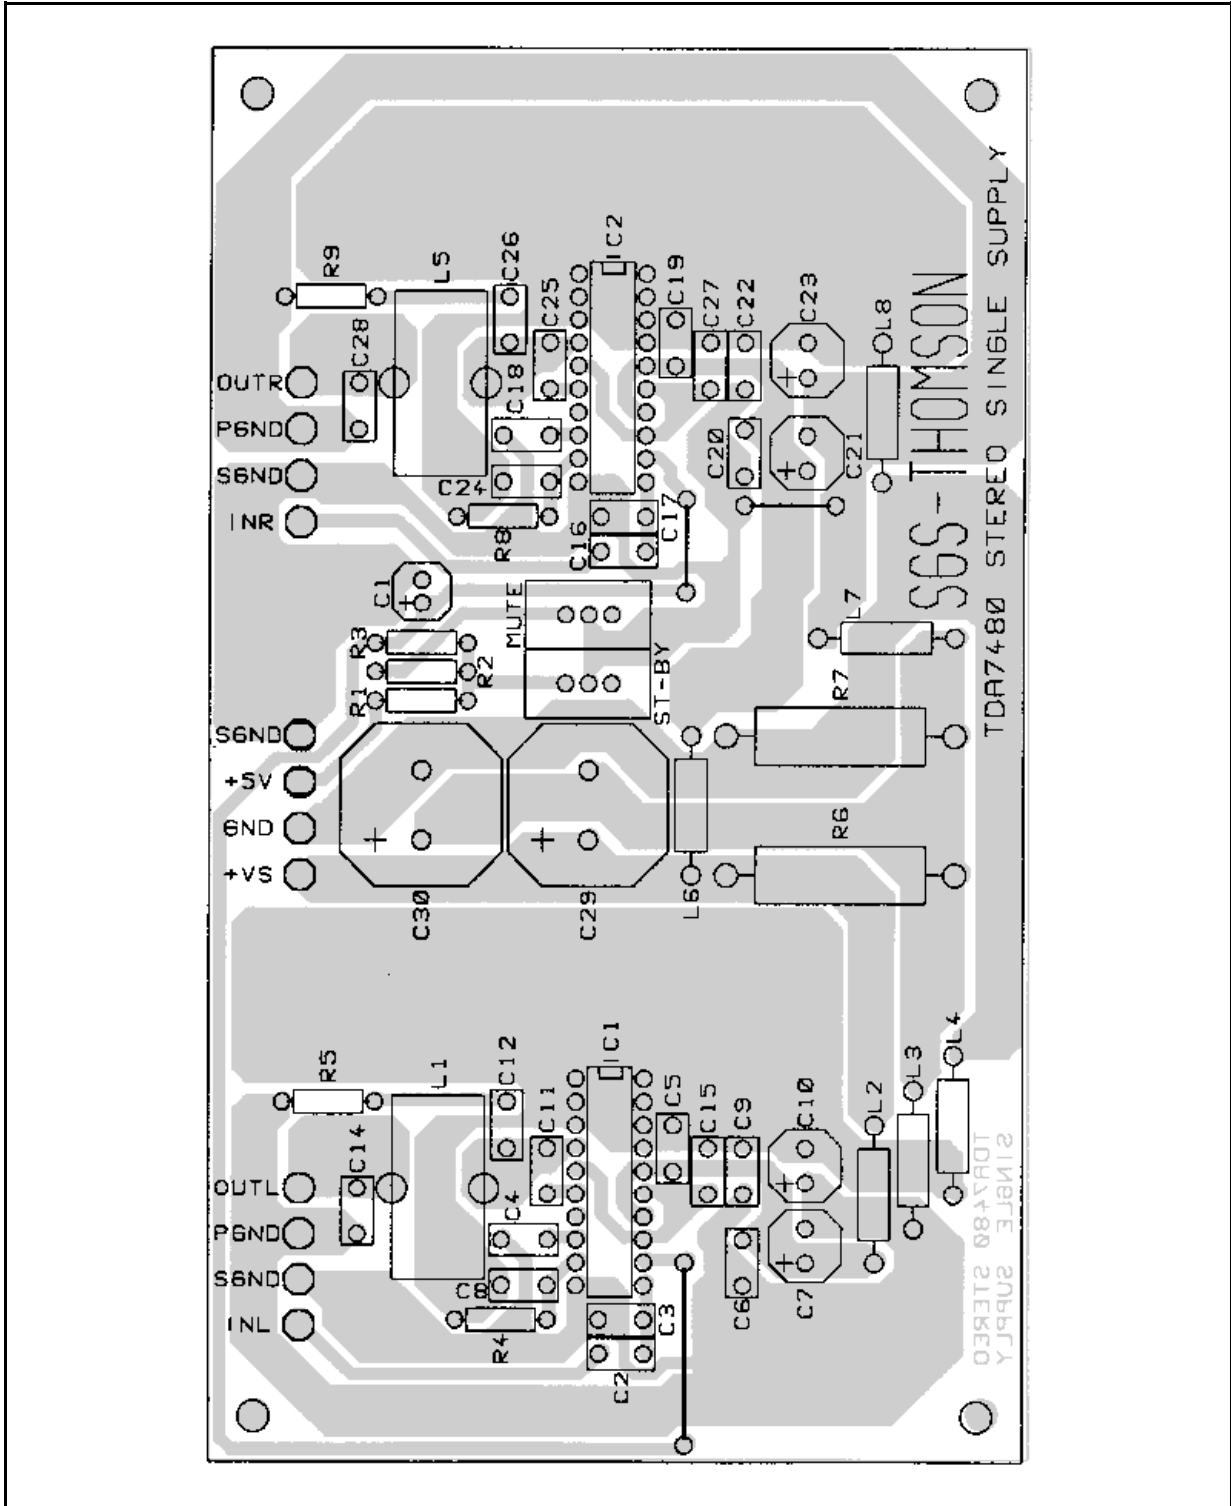 R9
L5
C26
IC2
C25
C19
C27
C22
C23
L8
C28
C18
OUTR
PGND
SGND
INR
C24
R8
C16
C17
C20
C21
SGS-THOMSON
TDA7480 STEREO SINGLE SUPPLY
C1
MUTE
R3
R2
R1
ST-BY
L7
R7
SGND
+5V
GND
+VS
C30
C29
L6
R6
R5
L1
C12
IC1
C11
C5
C15
C9
C10
L2
L3
L4
C14
C4
OUTL
PGND
SGND
INL
C8
R4
C3
C2
C6
C7
TDA7480 STEREO
SINGLE SUPPLY